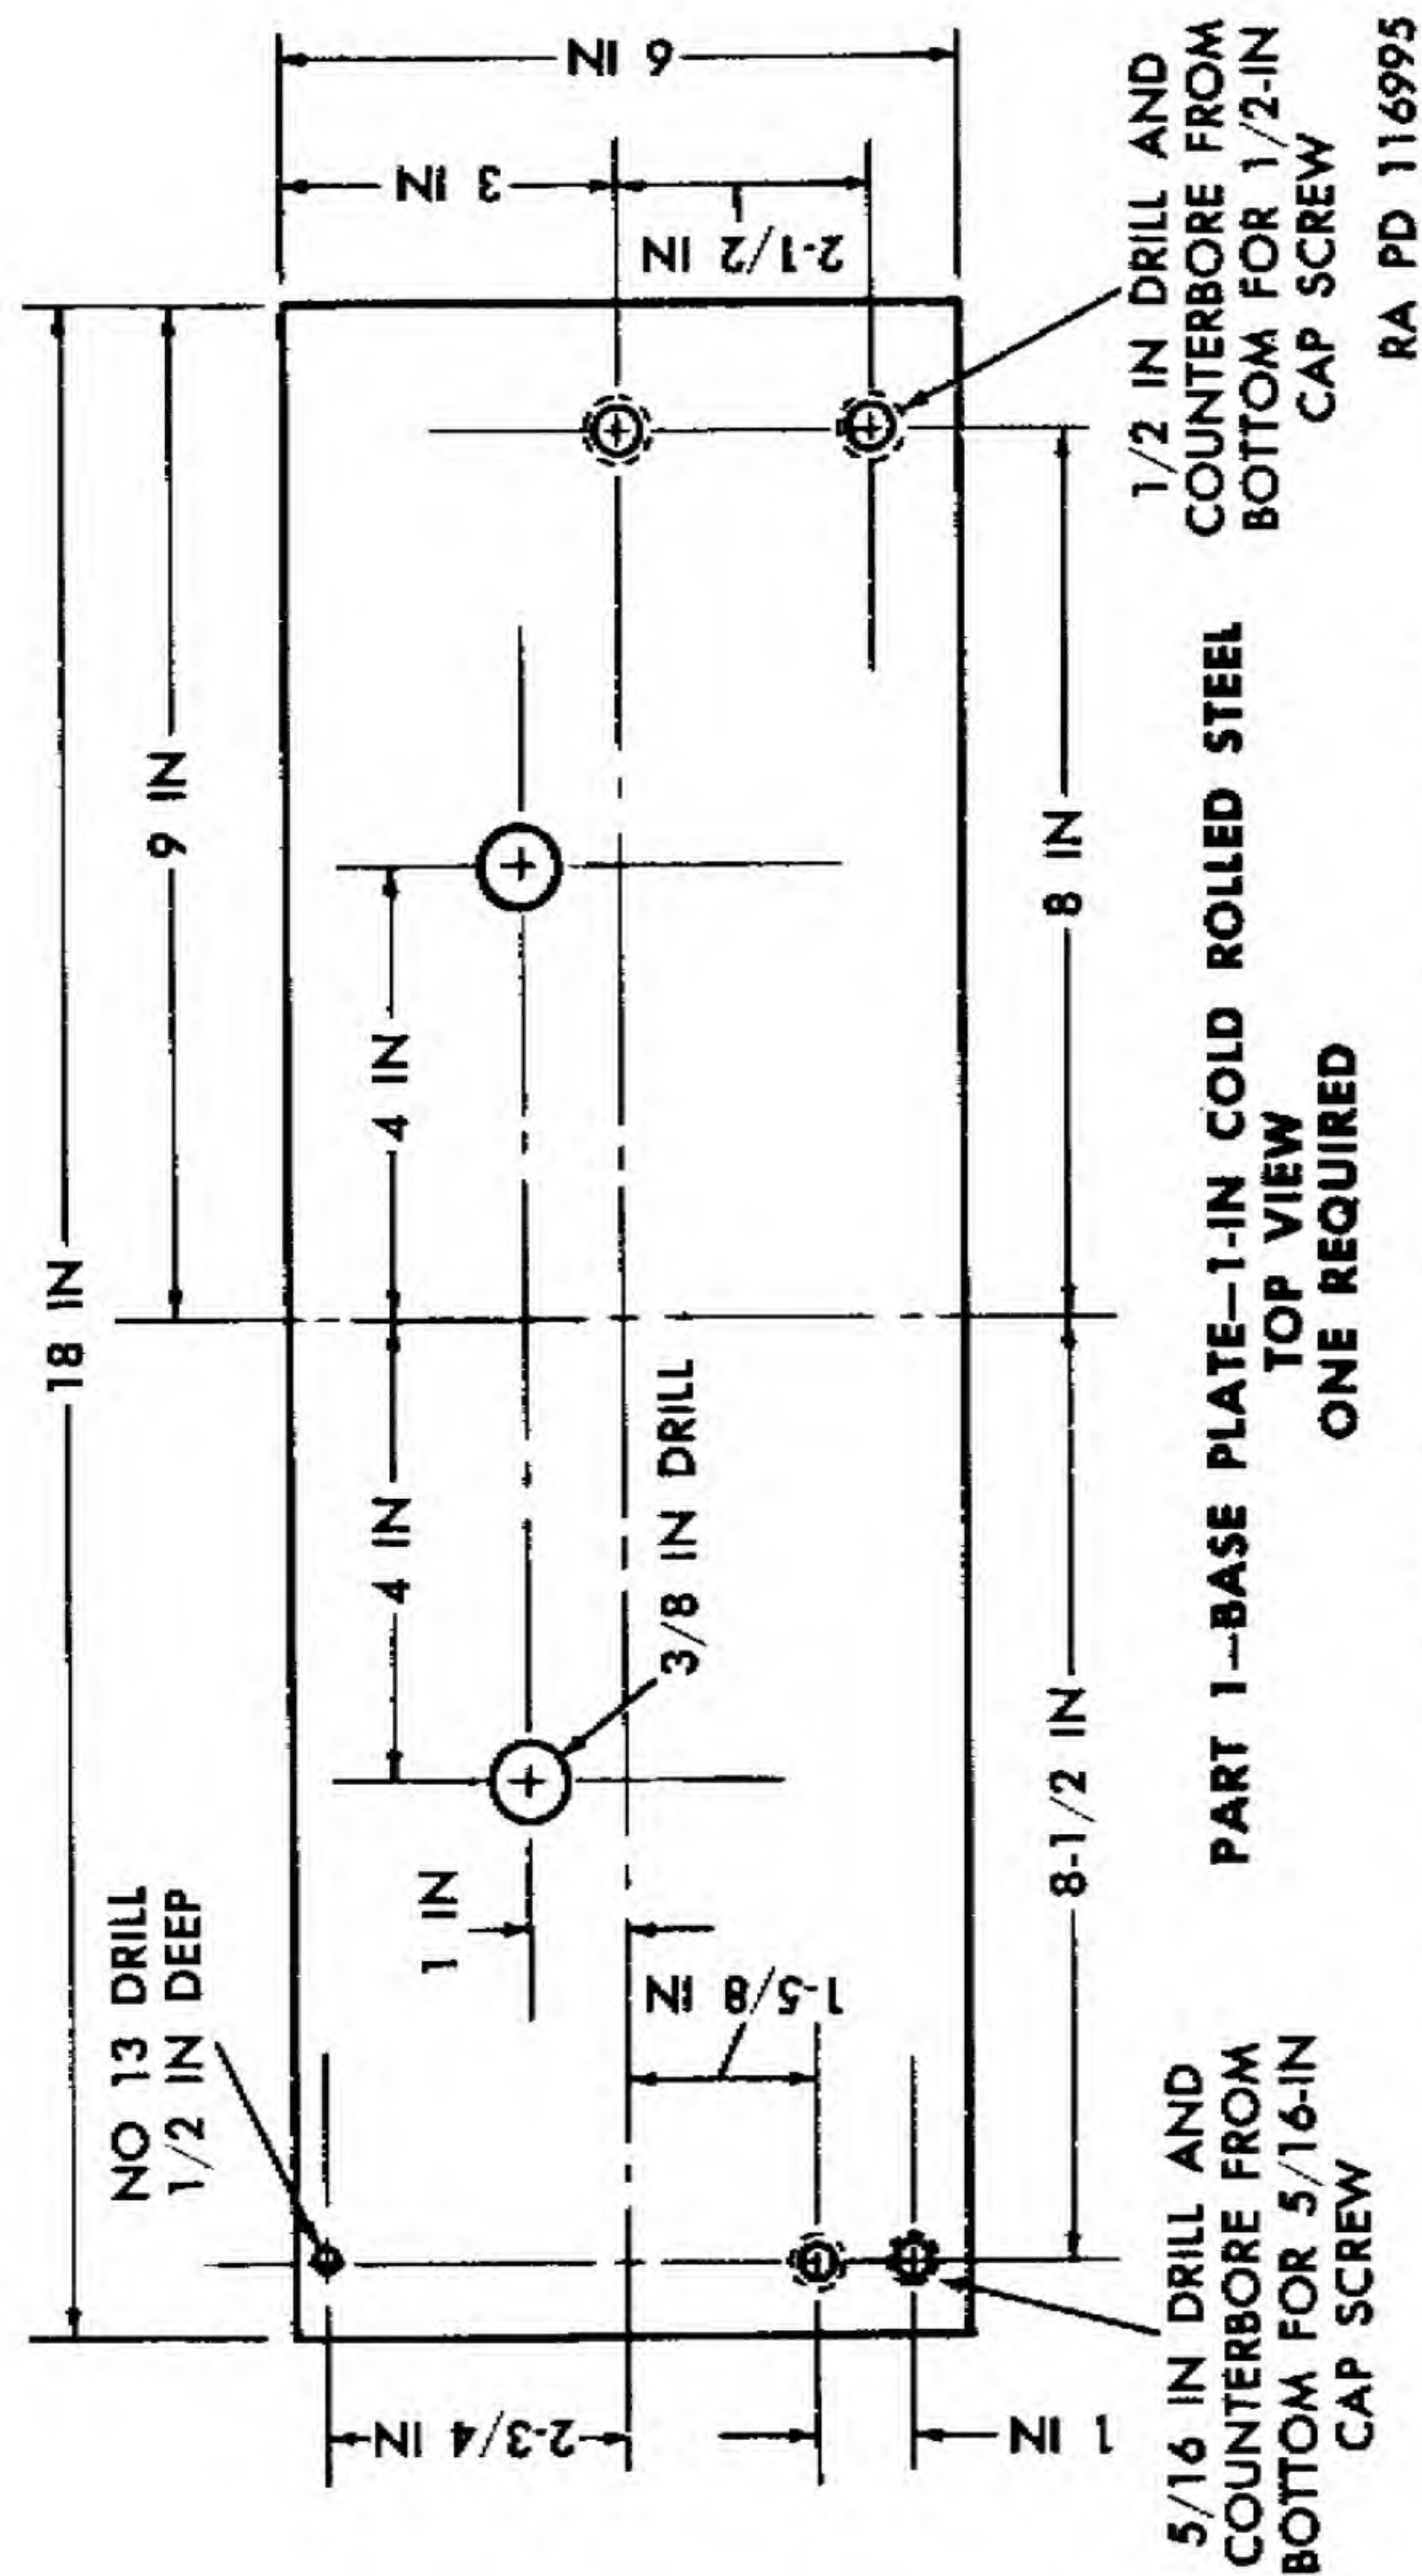 18 IN
9 IN
NO 13 DRILL
1/2 IN DEEP
4 IN
4 IN
1 IN
6 IN
3 IN
2-1/2 IN
2-3/4 IN
1-5/8 IN
3/8 IN DRILL
1 IN
8-1/2 IN
8 IN
5/16 IN DRILL AND
COUNTERBORE FROM
BOTTOM FOR 5/16-IN
CAP SCREW
1/2 IN DRILL AND
COUNTERBORE FROM
BOTTOM FOR 1/2-IN
CAP SCREW
PART 1—BASE PLATE—1-IN COLD ROLLED STEEL
TOP VIEW
ONE REQUIRED
RA PD 116995